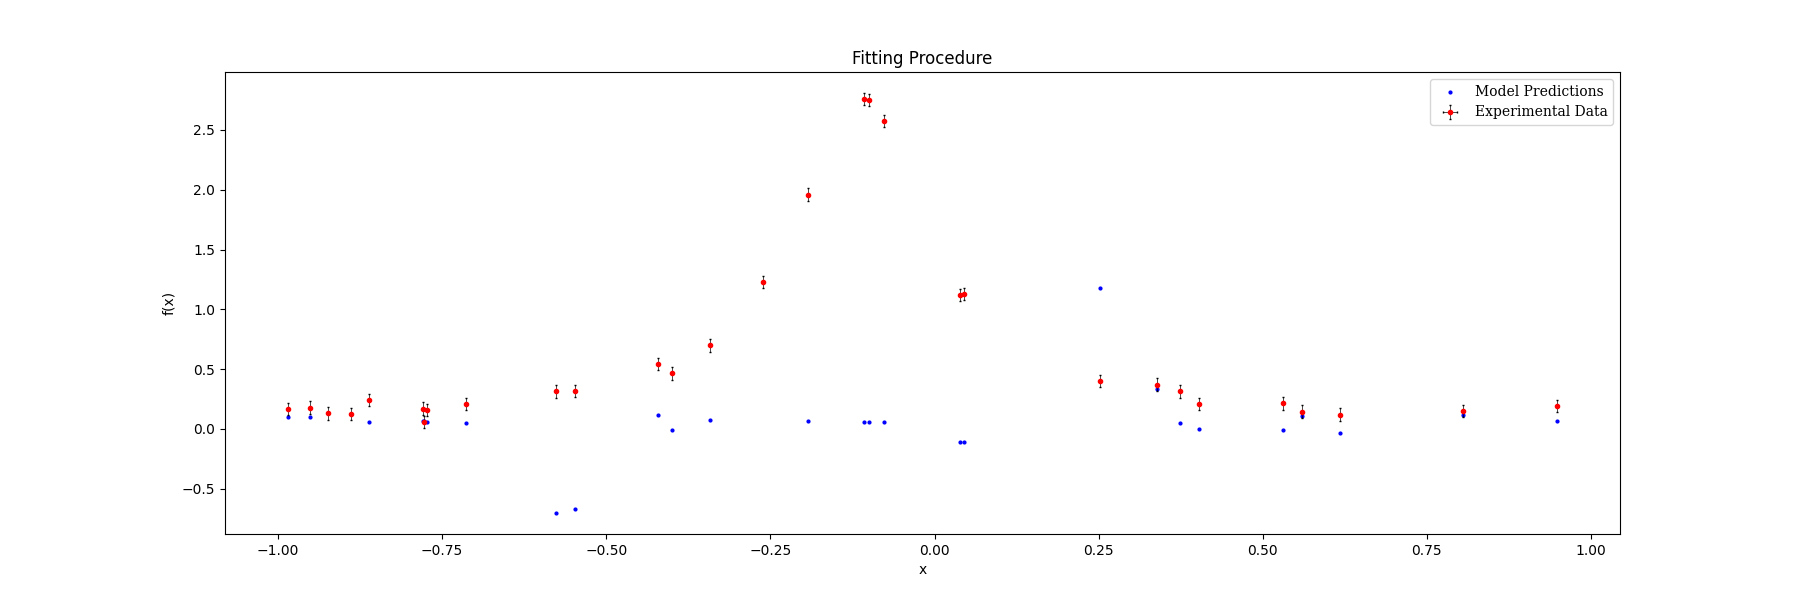 Fitting Procedure
Model Predictions
Experimental Data
f(x)
2.5
2.0
1.5
1.0
0.5
0.0
−0.5
−1.00 −0.75 −0.50 −0.25 0.00 0.25 0.50 0.75 1.00
x